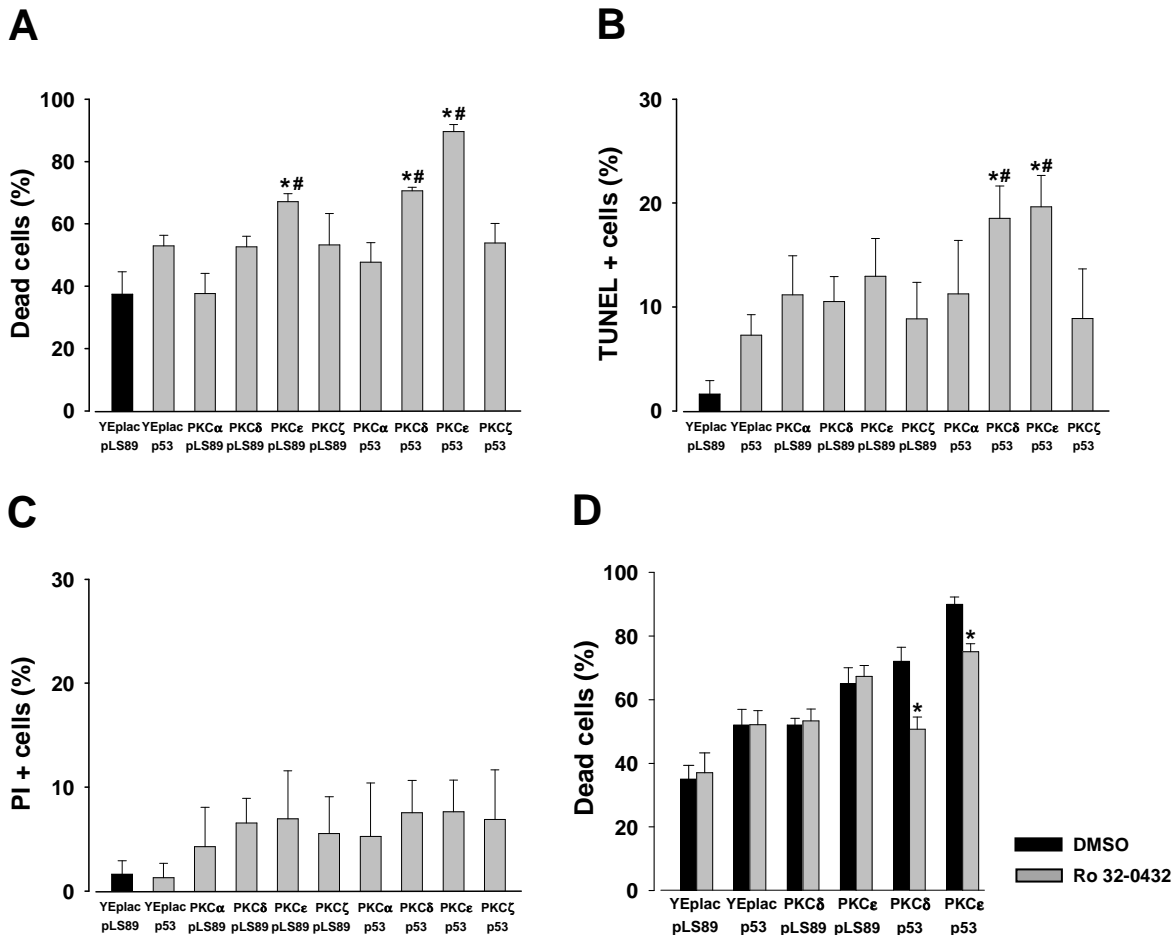 A
Dead cells (%)
100
80
60
40
20
0
*#
*#
*#
YEplac YEplac PKCα PKCδ PKCε PKCζ PKCα PKCδ PKCε PKCζ
pLS89 p53 pLS89 pLS89 pLS89 pLS89 p53 p53 p53 p53
B
TUNEL + cells (%)
30
20
10
0
*#
*#
YEplac YEplac PKCα PKCδ PKCε PKCζ PKCα PKCδ PKCε PKCζ
pLS89 p53 pLS89 pLS89 pLS89 pLS89 p53 p53 p53 p53
C
PI + cells (%)
30
20
10
0
YEplac YEplac PKCα PKCδ PKCε PKCζ PKCα PKCδ PKCε PKCζ
pLS89 p53 pLS89 pLS89 pLS89 pLS89 p53 p53 p53 p53
D
Dead cells (%)
100
80
60
40
20
0
*
*
YEplac YEplac PKCδ PKCε PKCδ PKCε
pLS89 p53 pLS89 pLS89 p53 p53
DMSO
Ro 32-0432